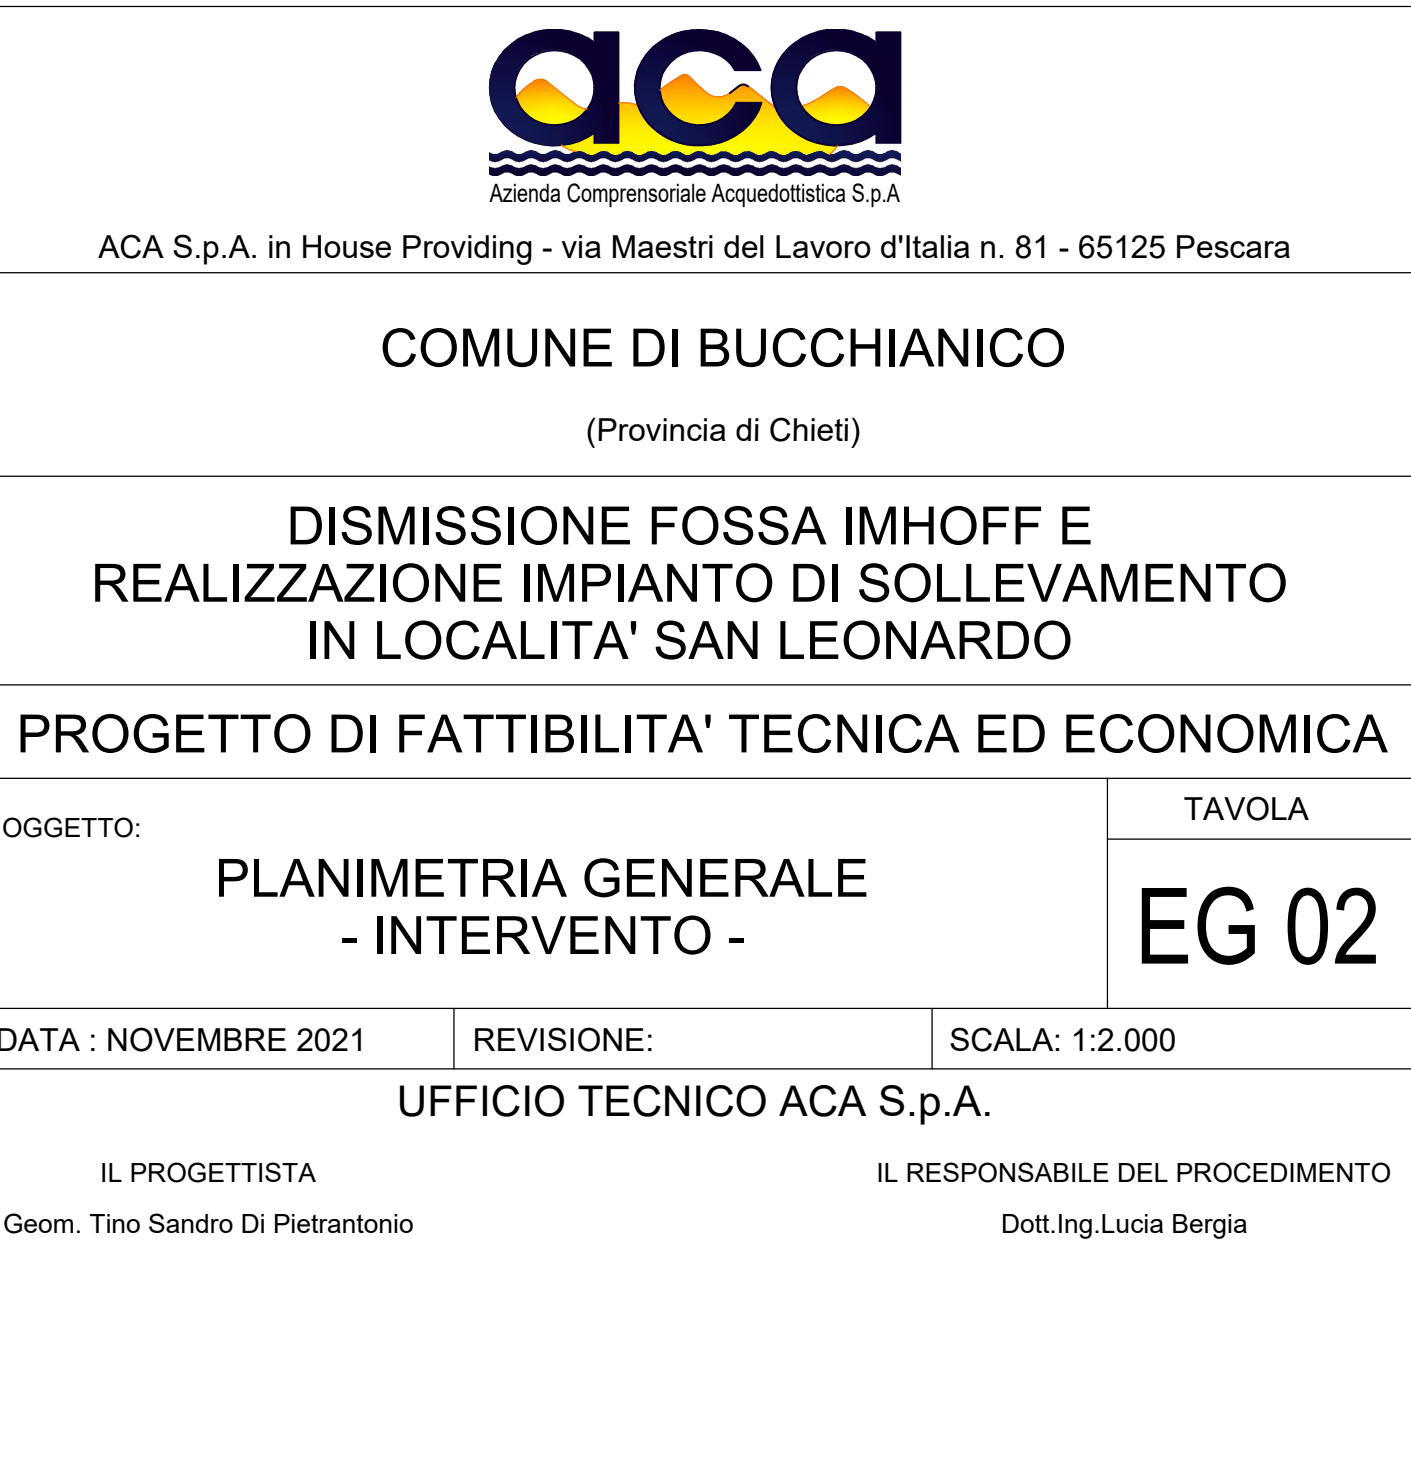 aca
Azienda Comprensoriale Acquedottistica S.p.A
ACA S.p.A. in House Providing - via Maestri del Lavoro d'Italia n. 81 - 65125 Pescara
COMUNE DI BUCCHIANICO
(Provincia di Chieti)
DISMISSIONE FOSSA IMHOFF E
REALIZZAZIONE IMPIANTO DI SOLLEVAMENTO
IN LOCALITA' SAN LEONARDO
PROGETTO DI FATTIBILITA' TECNICA ED ECONOMICA
OGGETTO:
PLANIMETRIA GENERALE
- INTERVENTO -
TAVOLA
EG 02
DATA : NOVEMBRE 2021
REVISIONE:
SCALA: 1:2.000
UFFICIO TECNICO ACA S.p.A.
IL PROGETTISTA
Geom. Tino Sandro Di Pietrantonio
IL RESPONSABILE DEL PROCEDIMENTO
Dott.Ing.Lucia Bergia